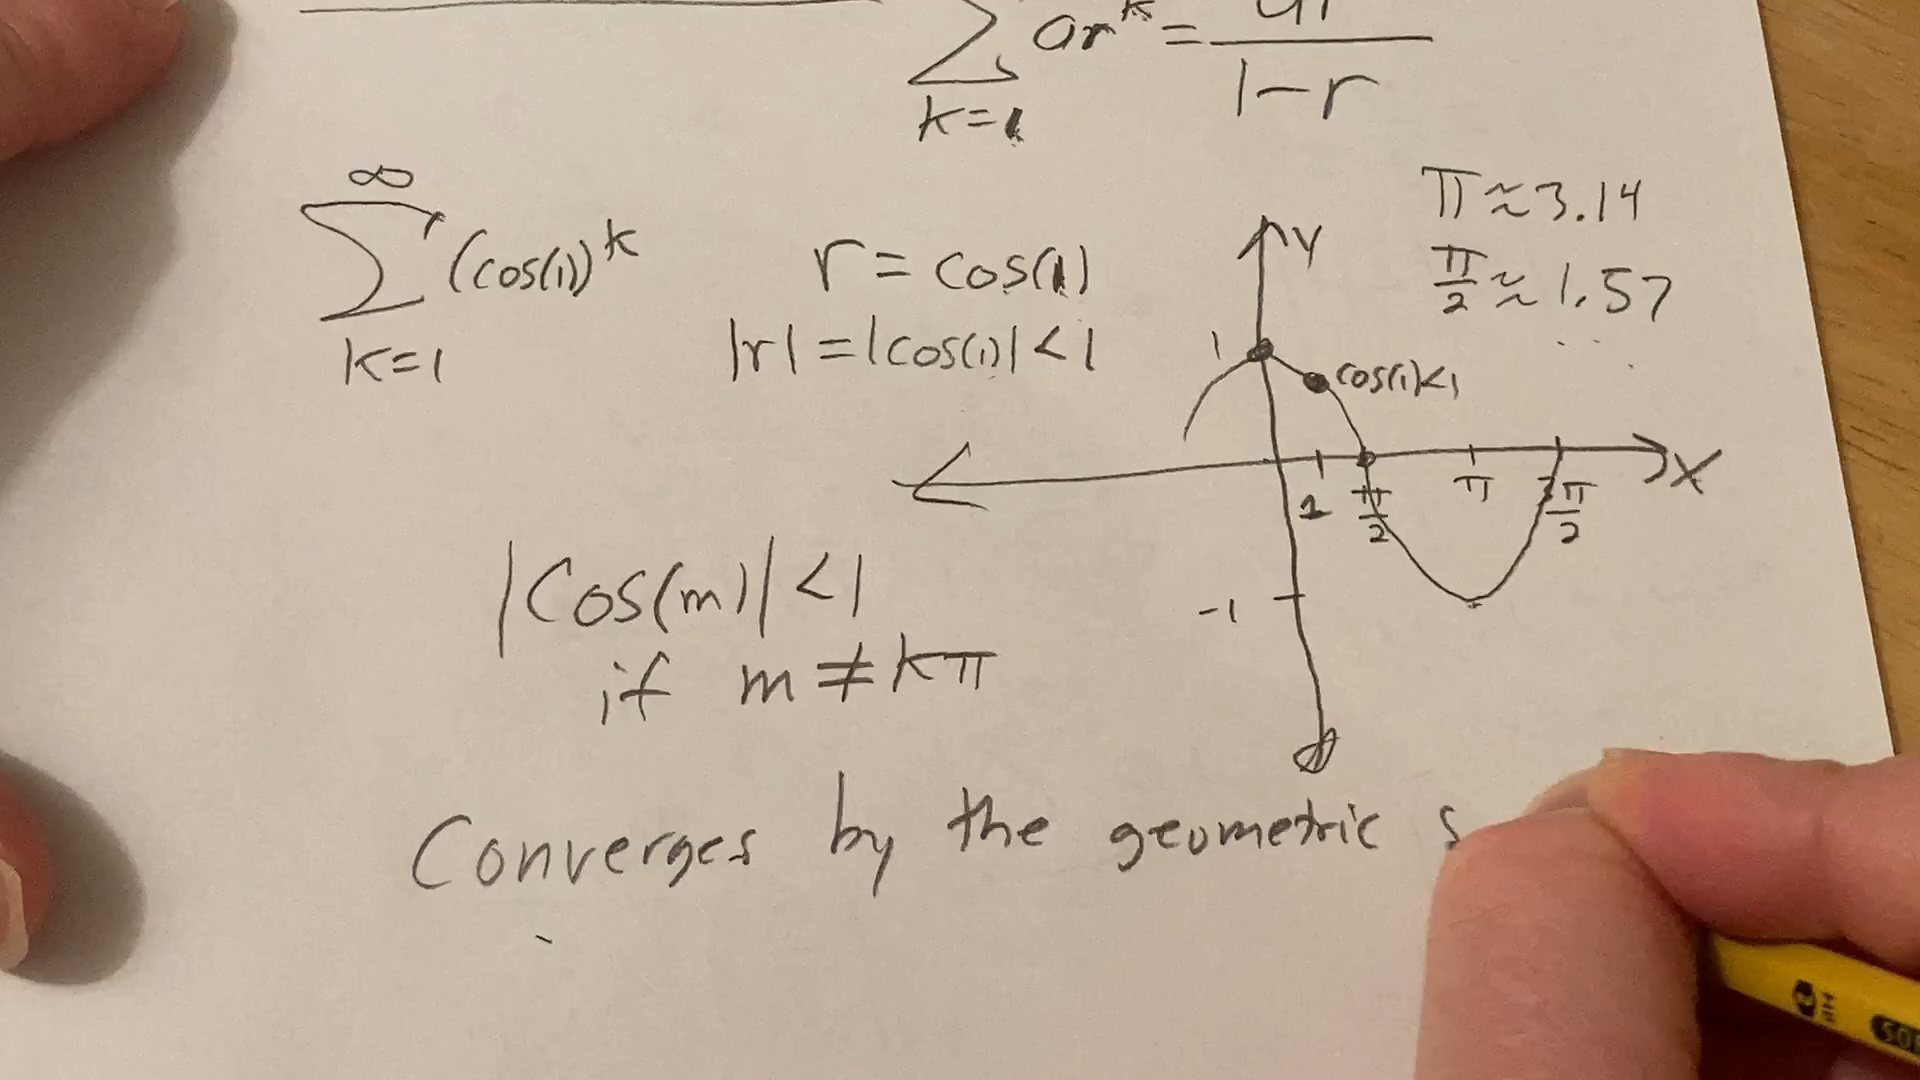 ∑ ar^k = ar / 1-r
k=1
∞
∑ (cos(1))^k
k=1
r = cos(1)
|r| = |cos(1)| < 1
π ≈ 3.14
π/2 ≈ 1.57
y
1
cos(1)<1
x
1
π/2
π
3π/2
-1
|cos(m)| < 1
if m ≠ kπ
Converges by the geometric s
HB